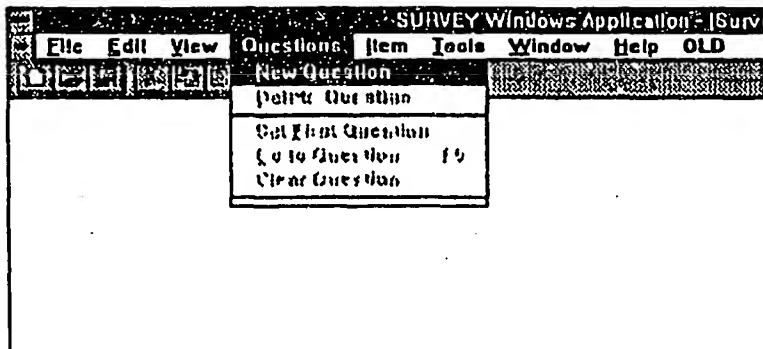 SURVEY Windows Application - [Surv
File Edit View Questions Item Tools Window Help OLD
New Question
Delete Question
Set First Question
Go to Question F9
Clear Question